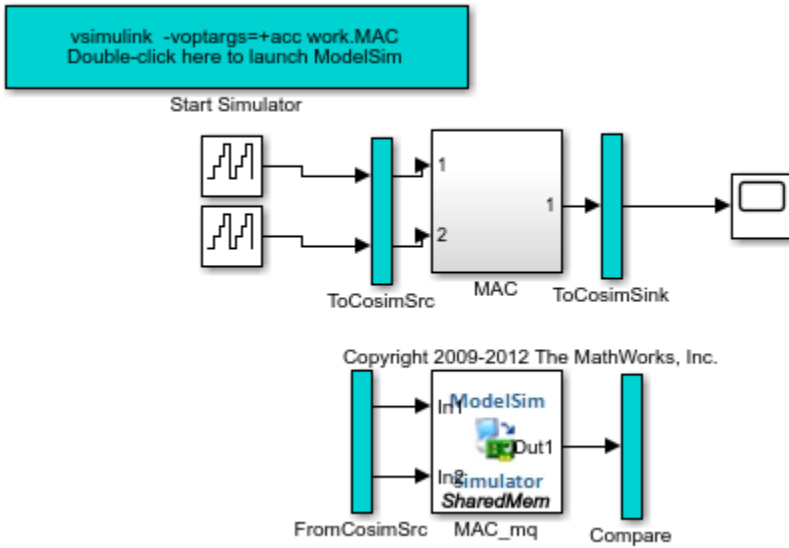 vsimulink -voptargs=+acc work.MAC
Double-click here to launch ModelSim
Start Simulator
1
2
1
ToCosimSrc
MAC
ToCosimSink
Copyright 2009-2012 The MathWorks, Inc.
ModelSim
In1
Out1
In2
Simulator
SharedMem
FromCosimSrc
MAC_mq
Compare